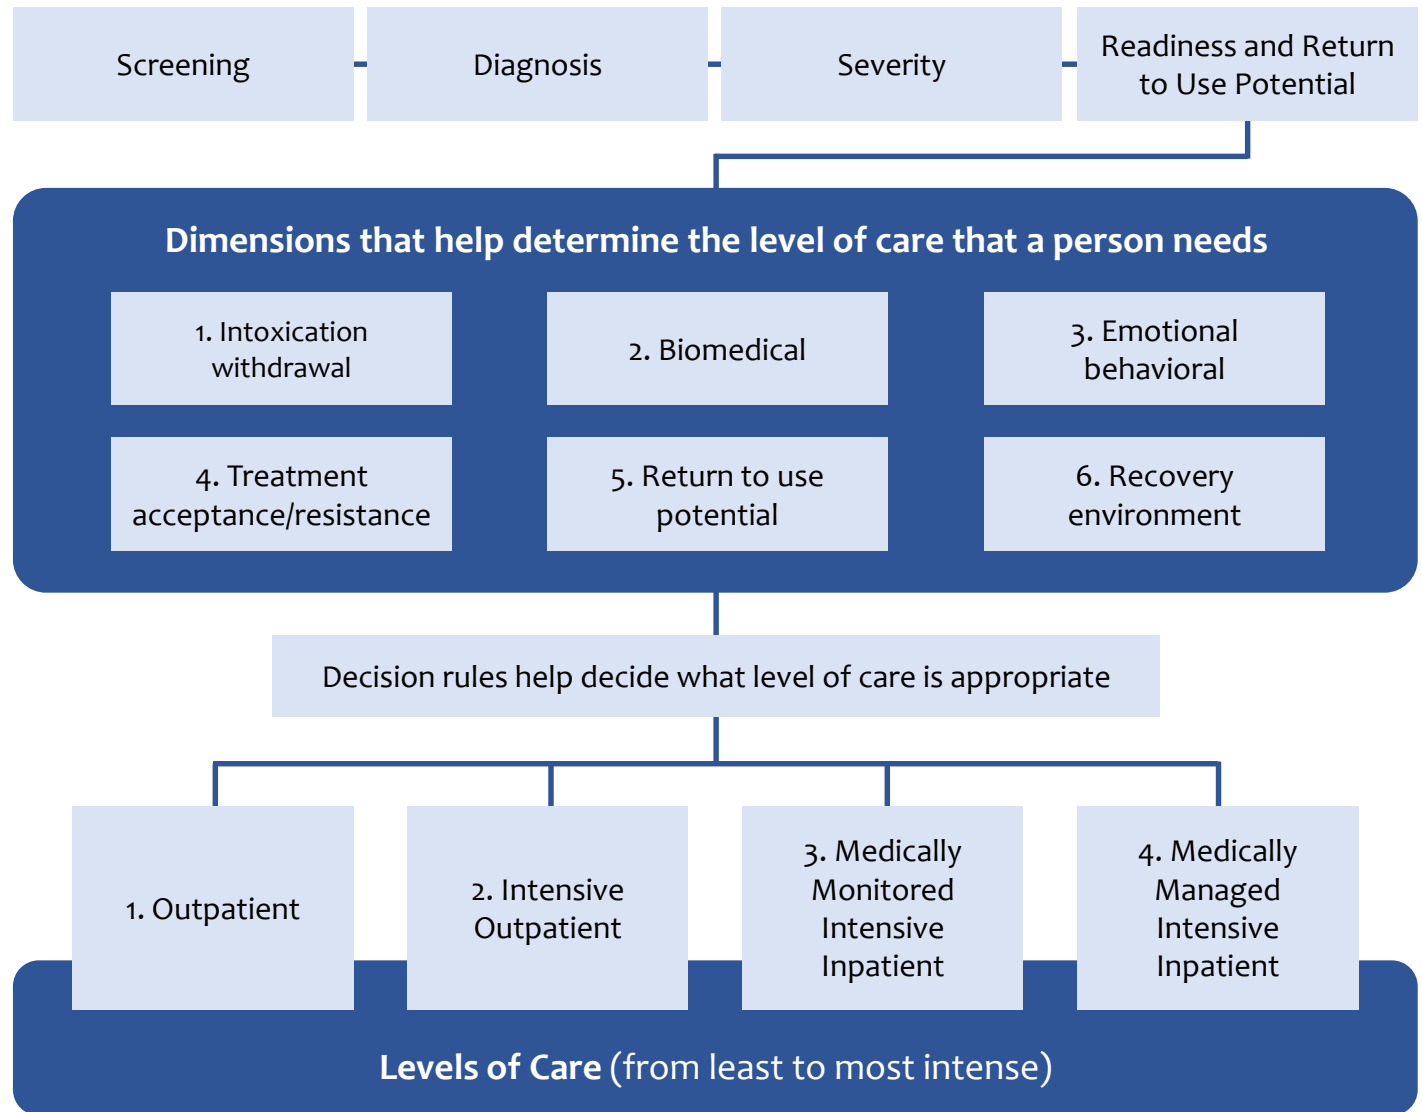 Screening
Diagnosis
Severity
Readiness and Return
to Use Potential
Dimensions that help determine the level of care that a person needs
1. Intoxication
withdrawal
2. Biomedical
3. Emotional
behavioral
4. Treatment
acceptance/resistance
5. Return to use
potential
6. Recovery
environment
Decision rules help decide what level of care is appropriate
1. Outpatient
2. Intensive
Outpatient
3. Medically
Monitored
Intensive
Inpatient
4. Medically
Managed
Intensive
Inpatient
Levels of Care (from least to most intense)